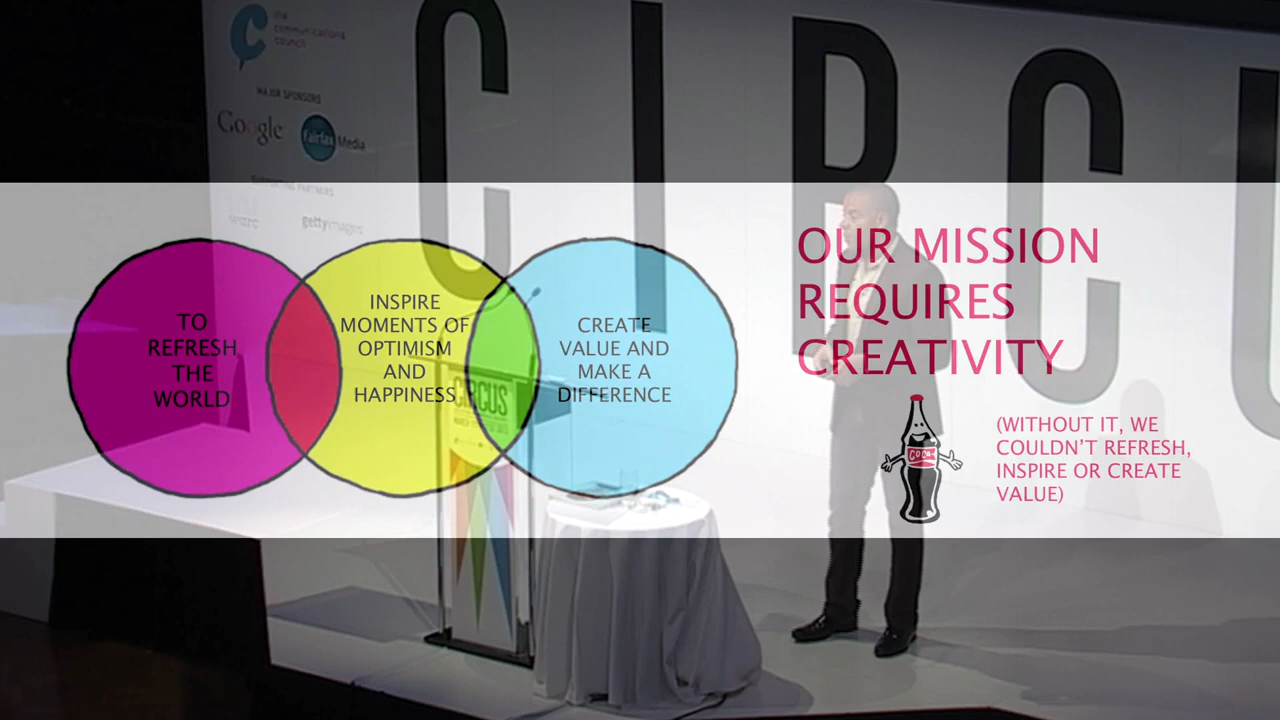 the
communications
council
MAJOR SPONSORS
Google
Fairfax Media
SUPPORTING PARTNERS
warc
gettyimages
CIRCU
TO
REFRESH
THE
WORLD
INSPIRE
MOMENTS OF
OPTIMISM
AND
HAPPINESS
CREATE
VALUE AND
MAKE A
DIFFERENCE
CIRCUS
OUR MISSION
REQUIRES
CREATIVITY
COCA
(WITHOUT IT, WE
COULDN'T REFRESH,
INSPIRE OR CREATE
VALUE)